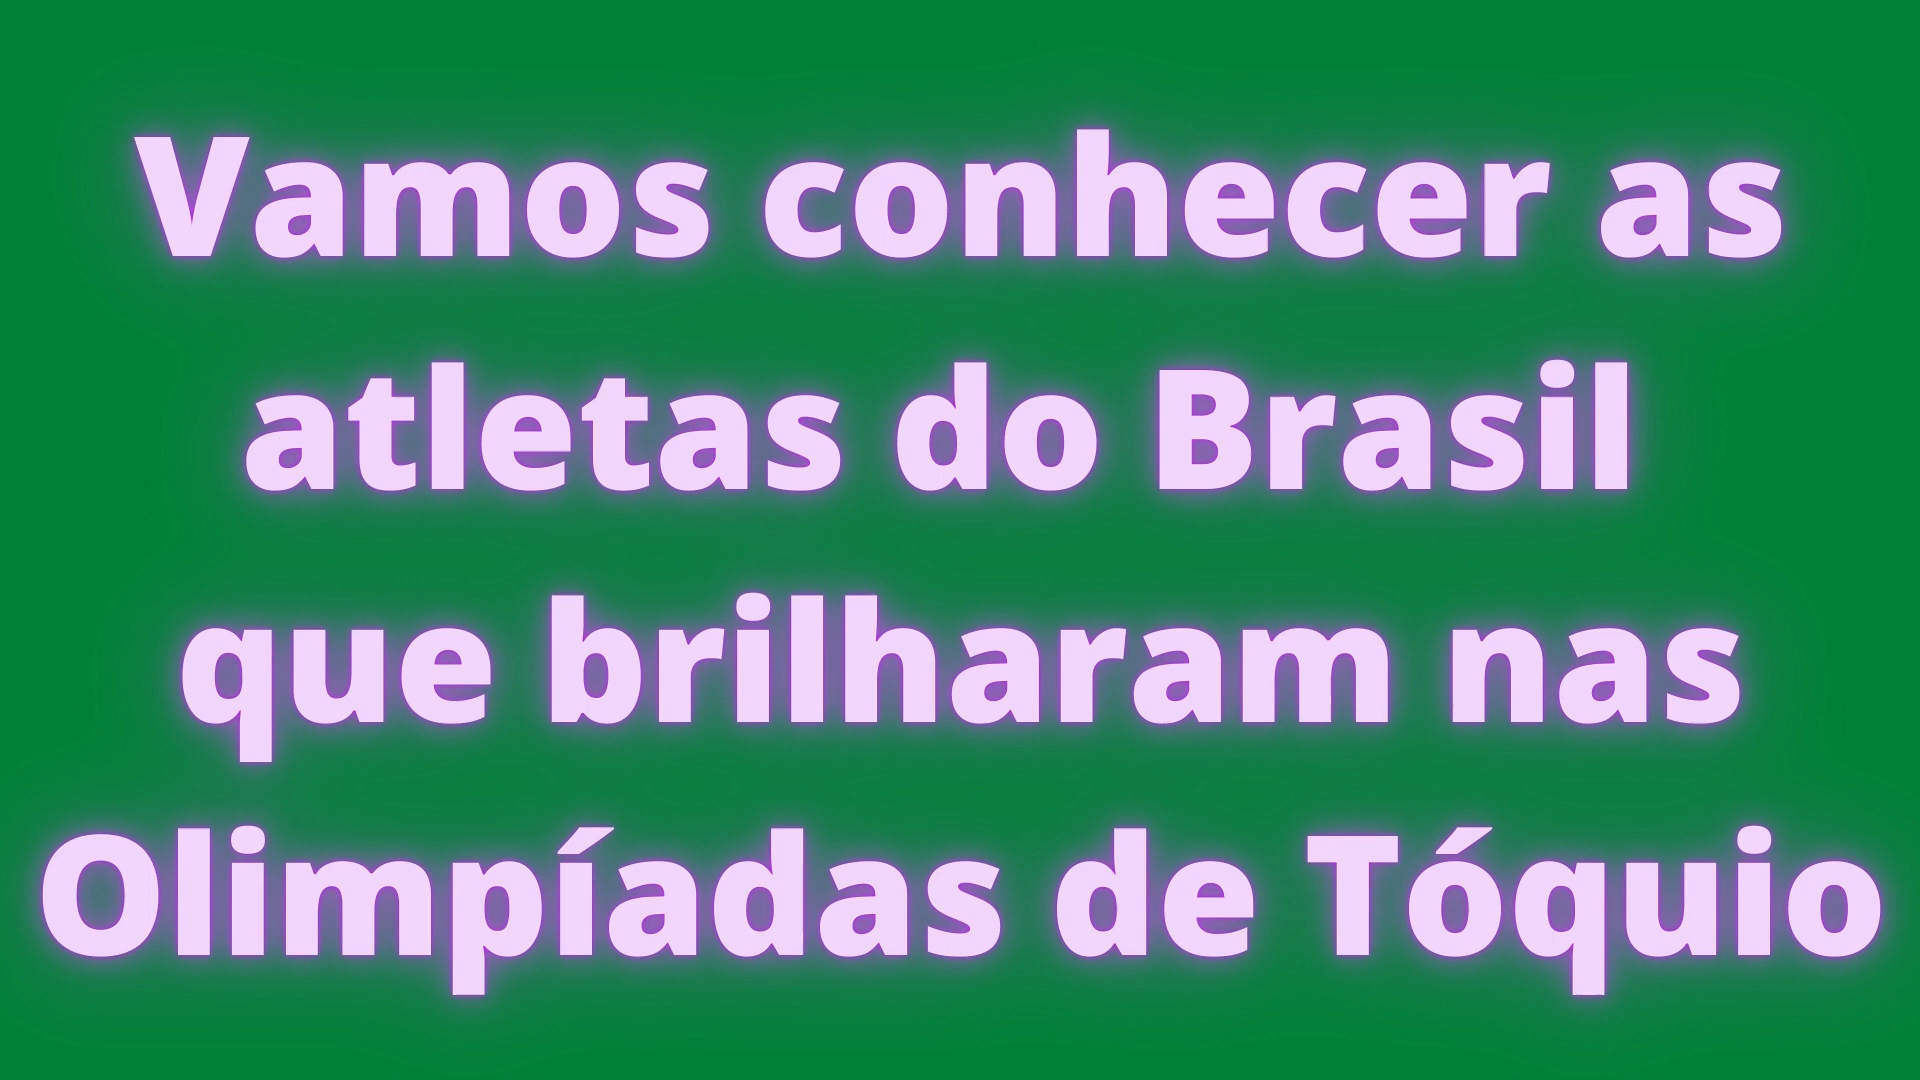 Vamos conhecer as
atletas do Brasil
que brilharam nas
Olimpíadas de Tóquio